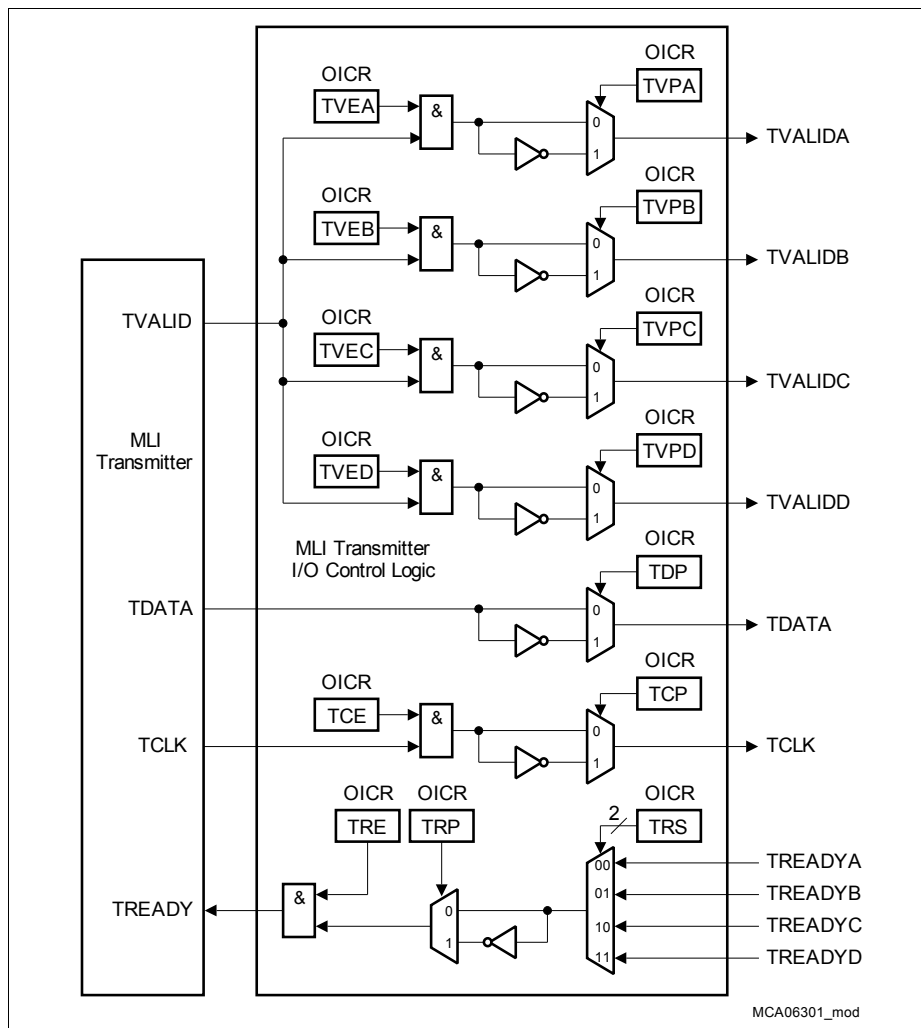 OICR
OICR
TVEA
&
TVPA
0
1
TVALIDA
OICR
OICR
TVEB
&
TVPB
0
1
TVALIDB
TVALID
OICR
OICR
TVEC
&
TVPC
0
1
TVALIDC
MLI
Transmitter
OICR
OICR
TVED
&
TVPD
0
1
TVALIDD
MLI Transmitter
I/O Control Logic
OICR
TDP
TDATA
0
1
TDATA
OICR
OICR
TCE
&
TCP
TCLK
0
1
TCLK
OICR
OICR
OICR
TRE
TRP
2
TRS
TREADY
&
0
1
00
01
10
11
TREADYA
TREADYB
TREADYC
TREADYD
MCA06301_mod